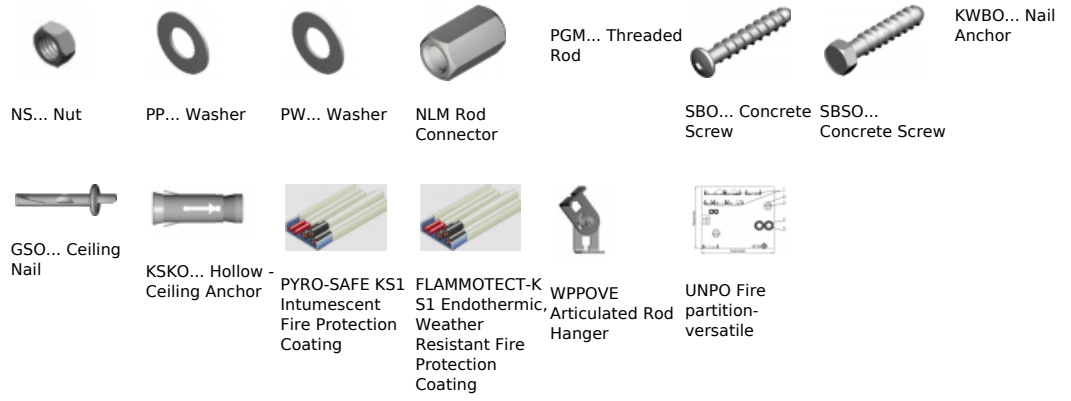 NS... Nut
PP... Washer
PW... Washer
NLM Rod
Connector
PGM... Threaded
Rod
SBO... Concrete
Screw
SBSO...
Concrete Screw
KWBO... Nail
Anchor
GSO... Ceiling
Nail
KSKO... Hollow -
Ceiling Anchor
PYRO-SAFE KS1
Intumescent
Fire Protection
Coating
FLAMMOTECT-K
S1 Endothermic,
Weather
Resistant Fire
Protection
Coating
WPPOVE
Articulated Rod
Hanger
UNPO Fire
partition-
versatile